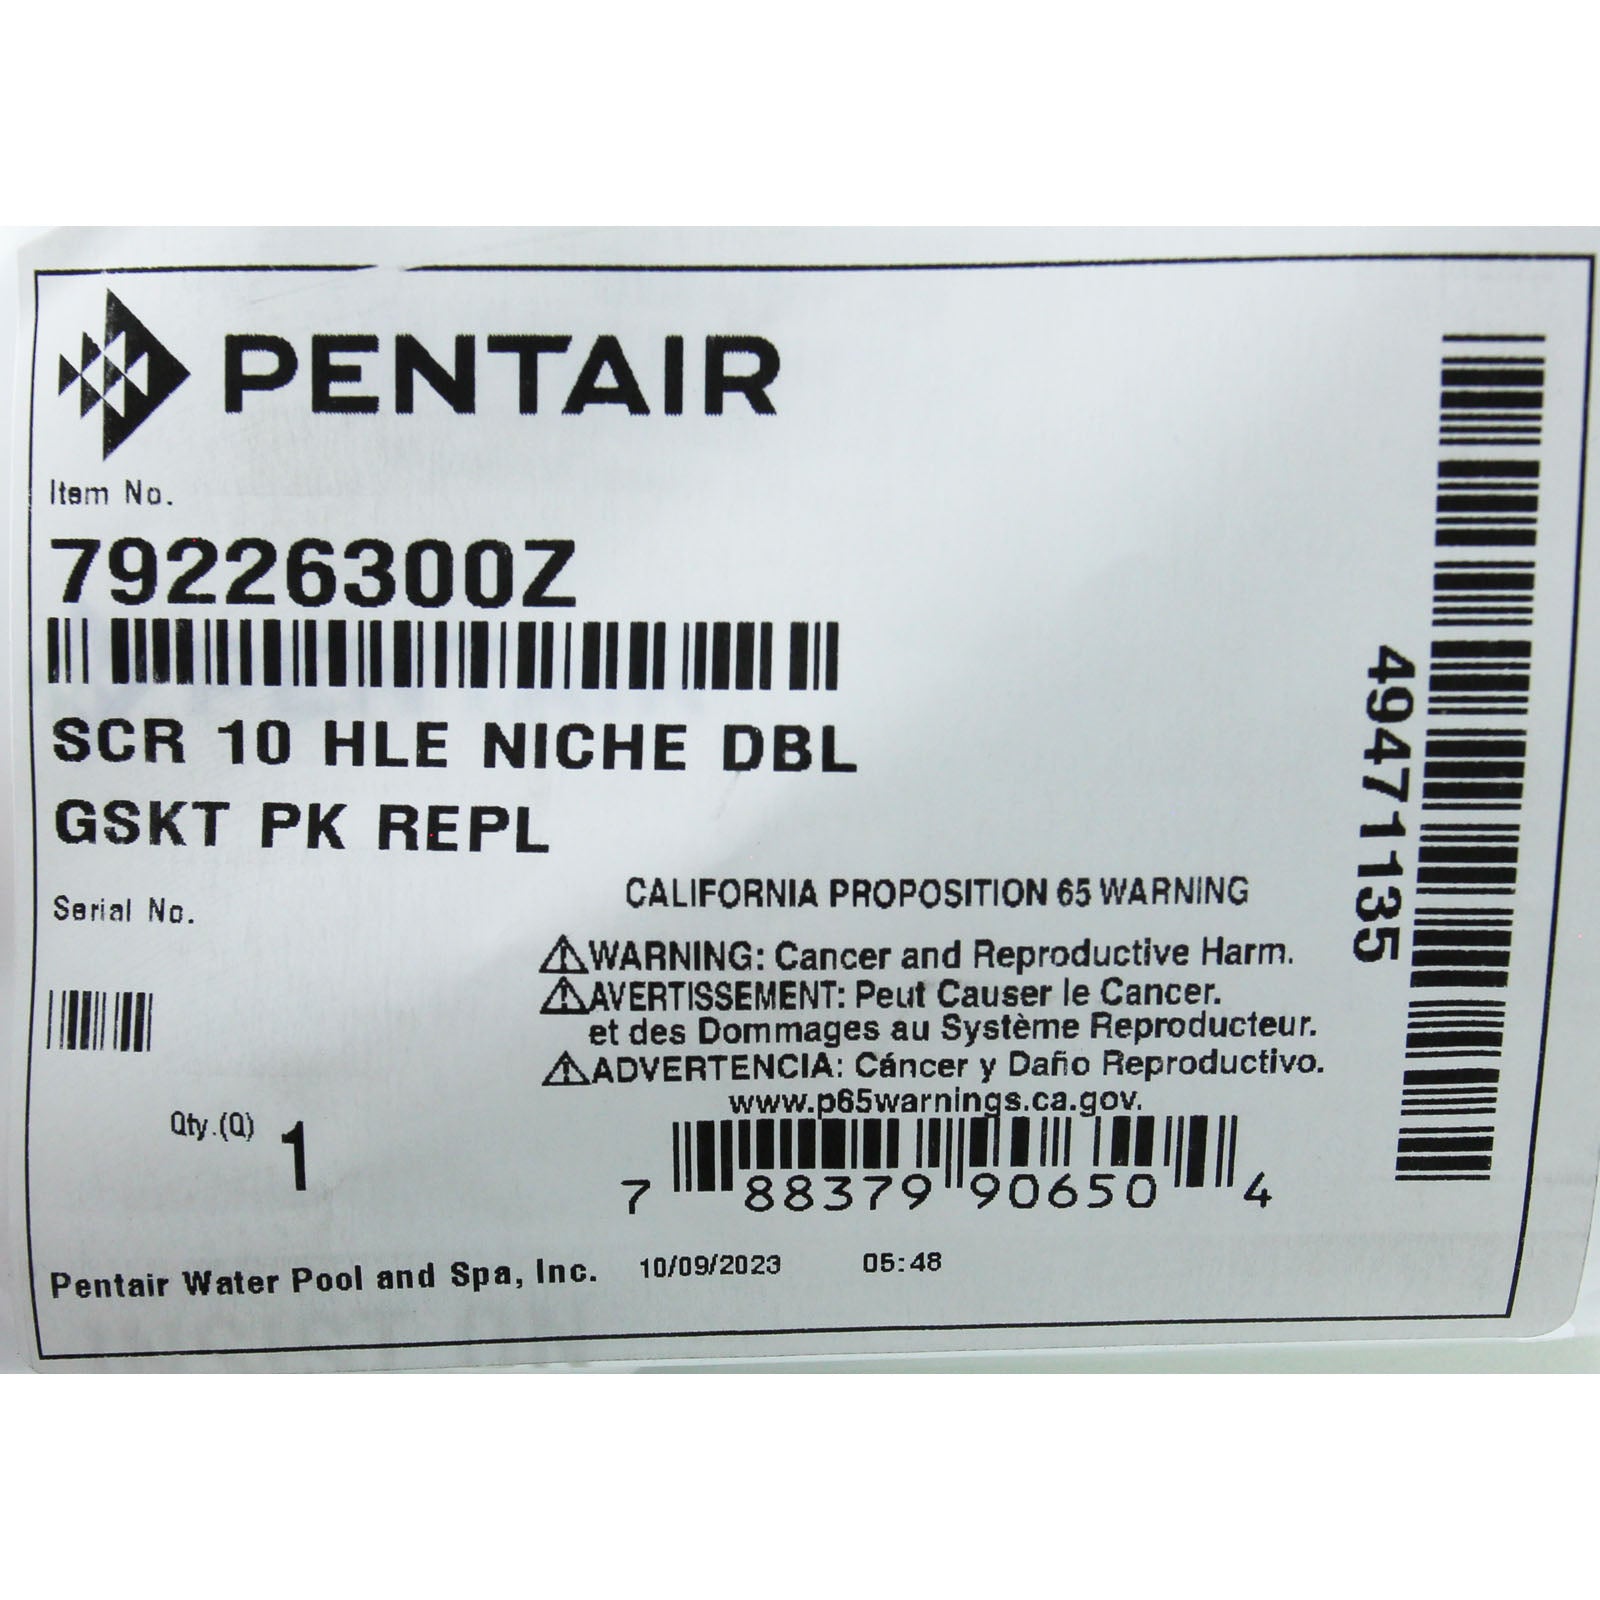 PENTAIR
Item No.
79226300Z
SCR 10 HLE NICHE DBL
GSKT PK REPL
Serial No.
CALIFORNIA PROPOSITION 65 WARNING
WARNING: Cancer and Reproductive Harm.
AVERTISSEMENT: Peut Causer le Cancer.
et des Dommages au Système Reproducteur.
ADVERTENCIA: Cáncer y Daño Reproductivo.
www.p65warnings.ca.gov.
Qty.(Q) 1
7 88379 90650 4
Pentair Water Pool and Spa, Inc. 10/09/2023 05:48
49471135